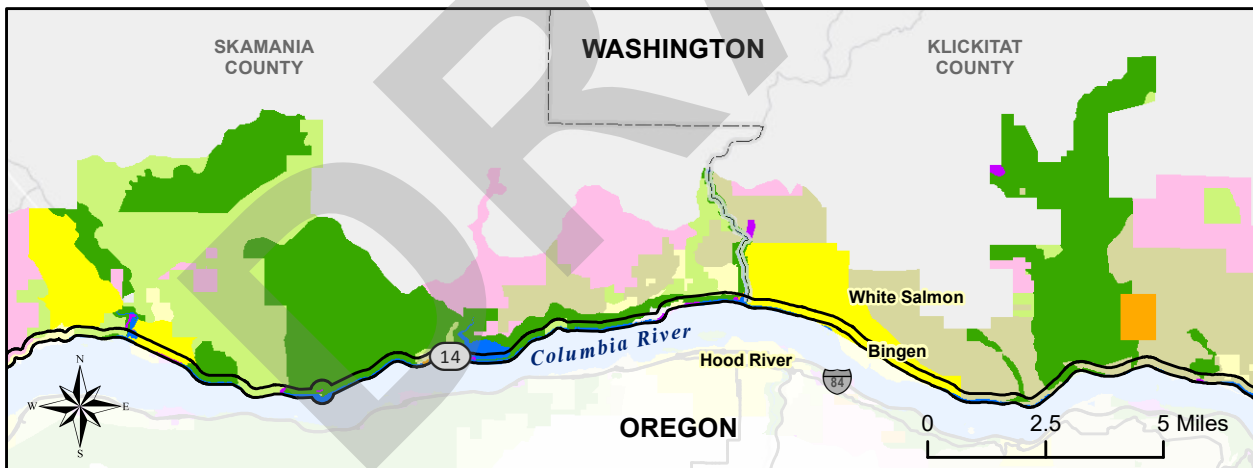 SKAMANIA
COUNTY
WASHINGTON
KLICKITAT
COUNTY
White Salmon
14
Columbia River
Bingen
Hood River
84
N
W
E
S
OREGON
0
2.5
5 Miles